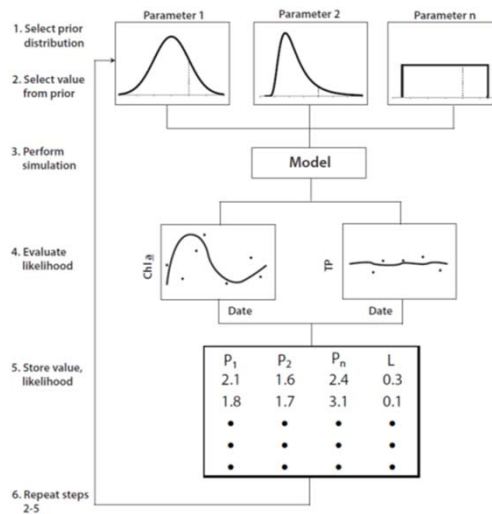 Parameter 1
Parameter 2
Parameter n
1. Select prior
distribution
2. Select value
from prior
3. Perform
simulation
Model
4. Evaluate
likelihood
Chl a
Date
TP
Date
5. Store value,
likelihood
P1 P2 Pn L
2.1 1.6 2.4 0.3
1.8 1.7 3.1 0.1
• • • •
• • • •
• • • •
6. Repeat steps
2-5